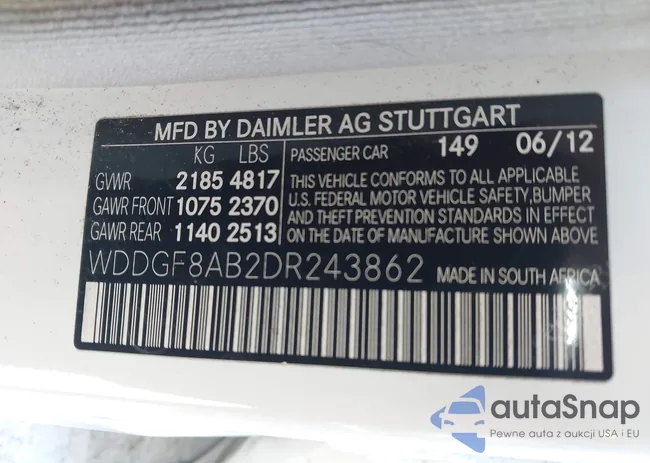 MFD BY DAIMLER AG STUTTGART
KG LBS
GVWR 2185 4817
GAWR FRONT 1075 2370
GAWR REAR 1140 2513
PASSENGER CAR 149 06/12
THIS VEHICLE CONFORMS TO ALL APPLICABLE
U.S. FEDERAL MOTOR VEHICLE SAFETY, BUMPER
AND THEFT PREVENTION STANDARDS IN EFFECT
ON THE DATE OF MANUFACTURE SHOWN ABOVE
WDDGF8AB2DR243862 MADE IN SOUTH AFRICA
autaSnap
Pewne auta z aukcji USA i EU